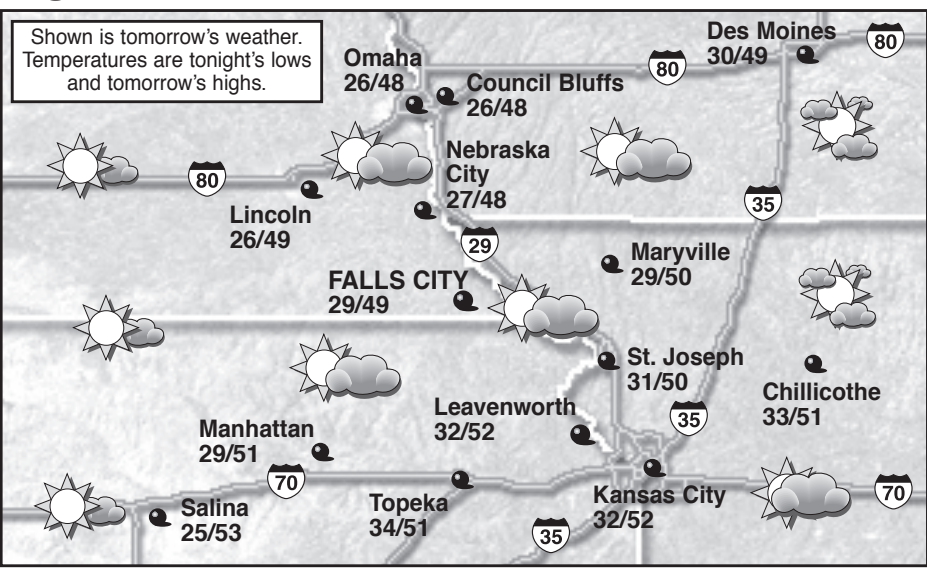 Shown is tomorrow's weather.
Temperatures are tonight's lows
and tomorrow's highs.
Omaha
26/48
Council Bluffs
26/48
80
Des Moines
30/49
80
Nebraska
City
27/48
80
Lincoln
26/49
35
29
Maryville
29/50
FALLS CITY
29/49
St. Joseph
31/50
Chillicothe
33/51
Leavenworth
32/52
35
Manhattan
29/51
70
Salina
25/53
Topeka
34/51
Kansas City
32/52
70
35